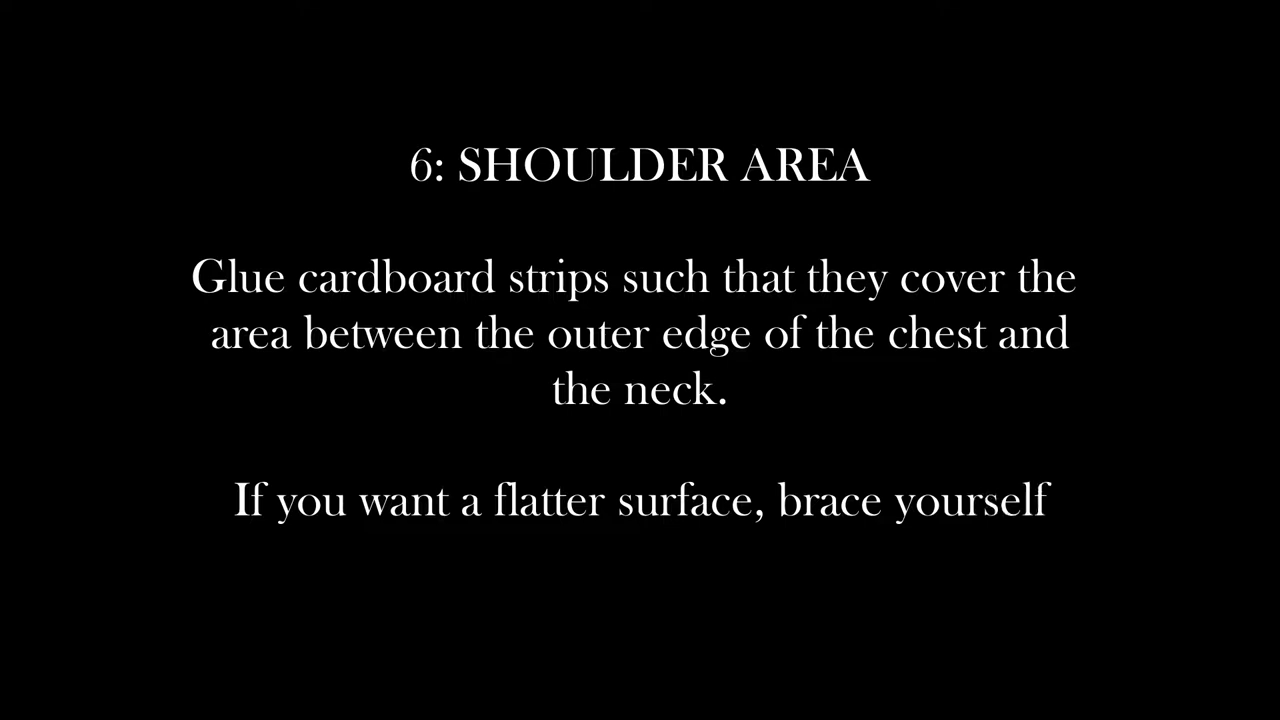 6: SHOULDER AREA
Glue cardboard strips such that they cover the
area between the outer edge of the chest and
the neck.
If you want a flatter surface, brace yourself